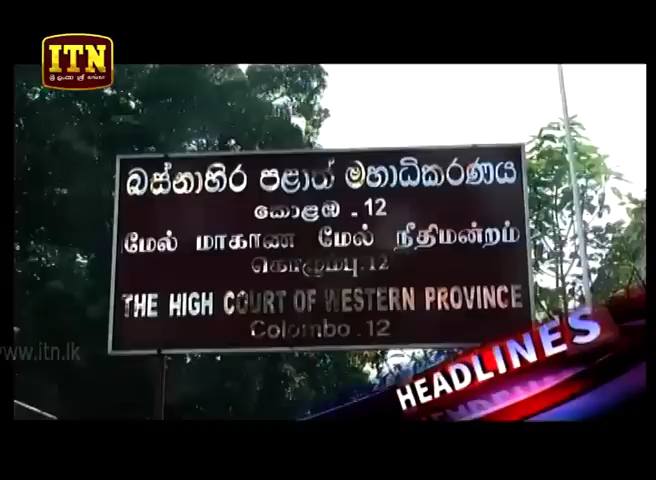 ITN
බස්නාහිර පළාත් මහාධිකරණය
කොළඹ - 12
மேல் மாகாண மேல் நீதிமன்றம்
கொழும்பு.12
THE HIGH COURT OF WESTERN PROVINCE
Colombo . 12
www.itn.lk
HEADLINES